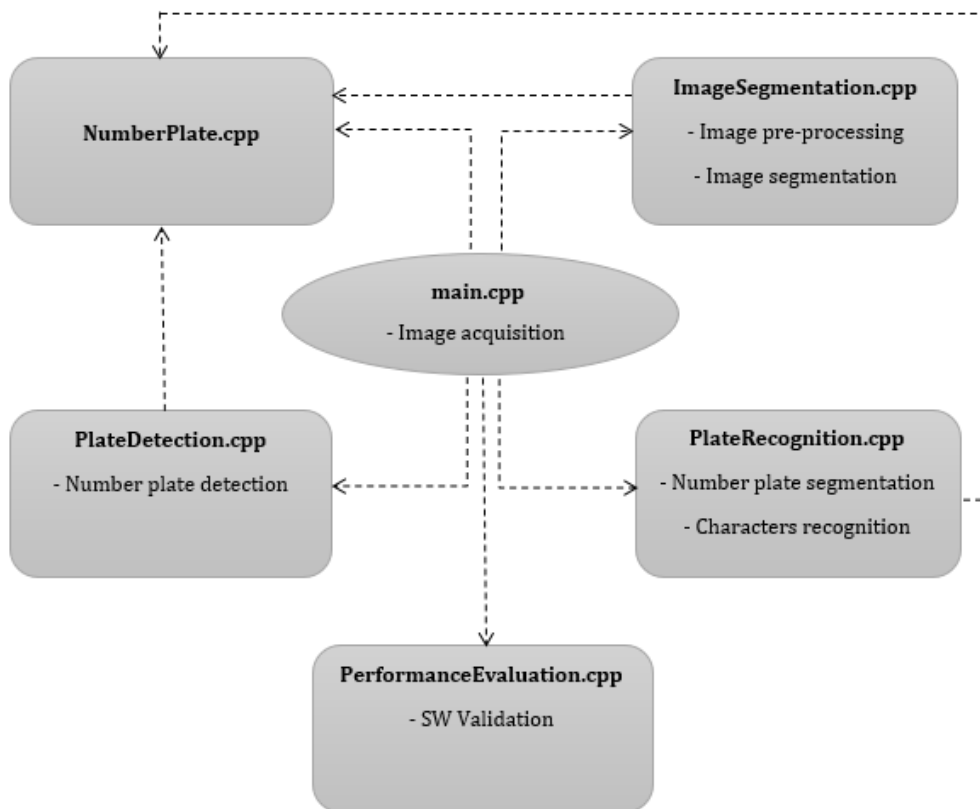 NumberPlate.cpp
ImageSegmentation.cpp
- Image pre-processing
- Image segmentation
main.cpp
- Image acquisition
PlateDetection.cpp
- Number plate detection
PlateRecognition.cpp
- Number plate segmentation
- Characters recognition
PerformanceEvaluation.cpp
- SW Validation